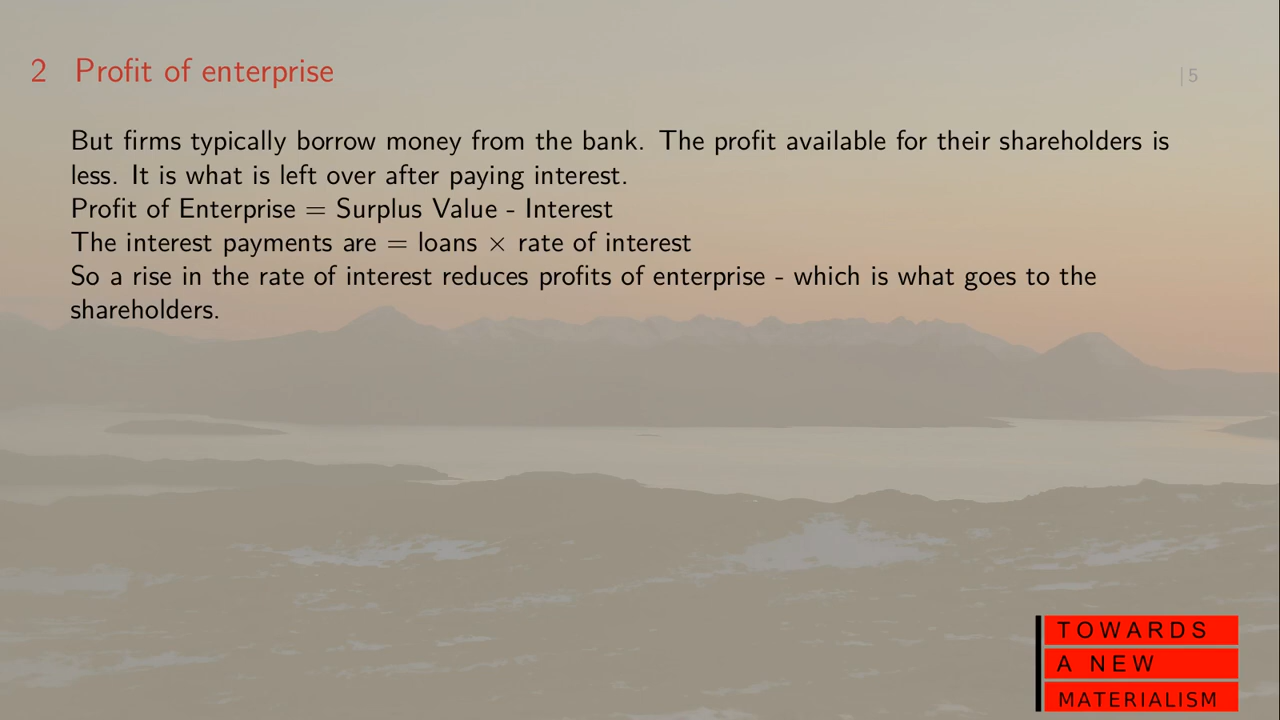 2 Profit of enterprise
| 5
But firms typically borrow money from the bank. The profit available for their shareholders is
less. It is what is left over after paying interest.
Profit of Enterprise = Surplus Value - Interest
The interest payments are = loans × rate of interest
So a rise in the rate of interest reduces profits of enterprise - which is what goes to the
shareholders.
TOWARDS
A NEW
MATERIALISM